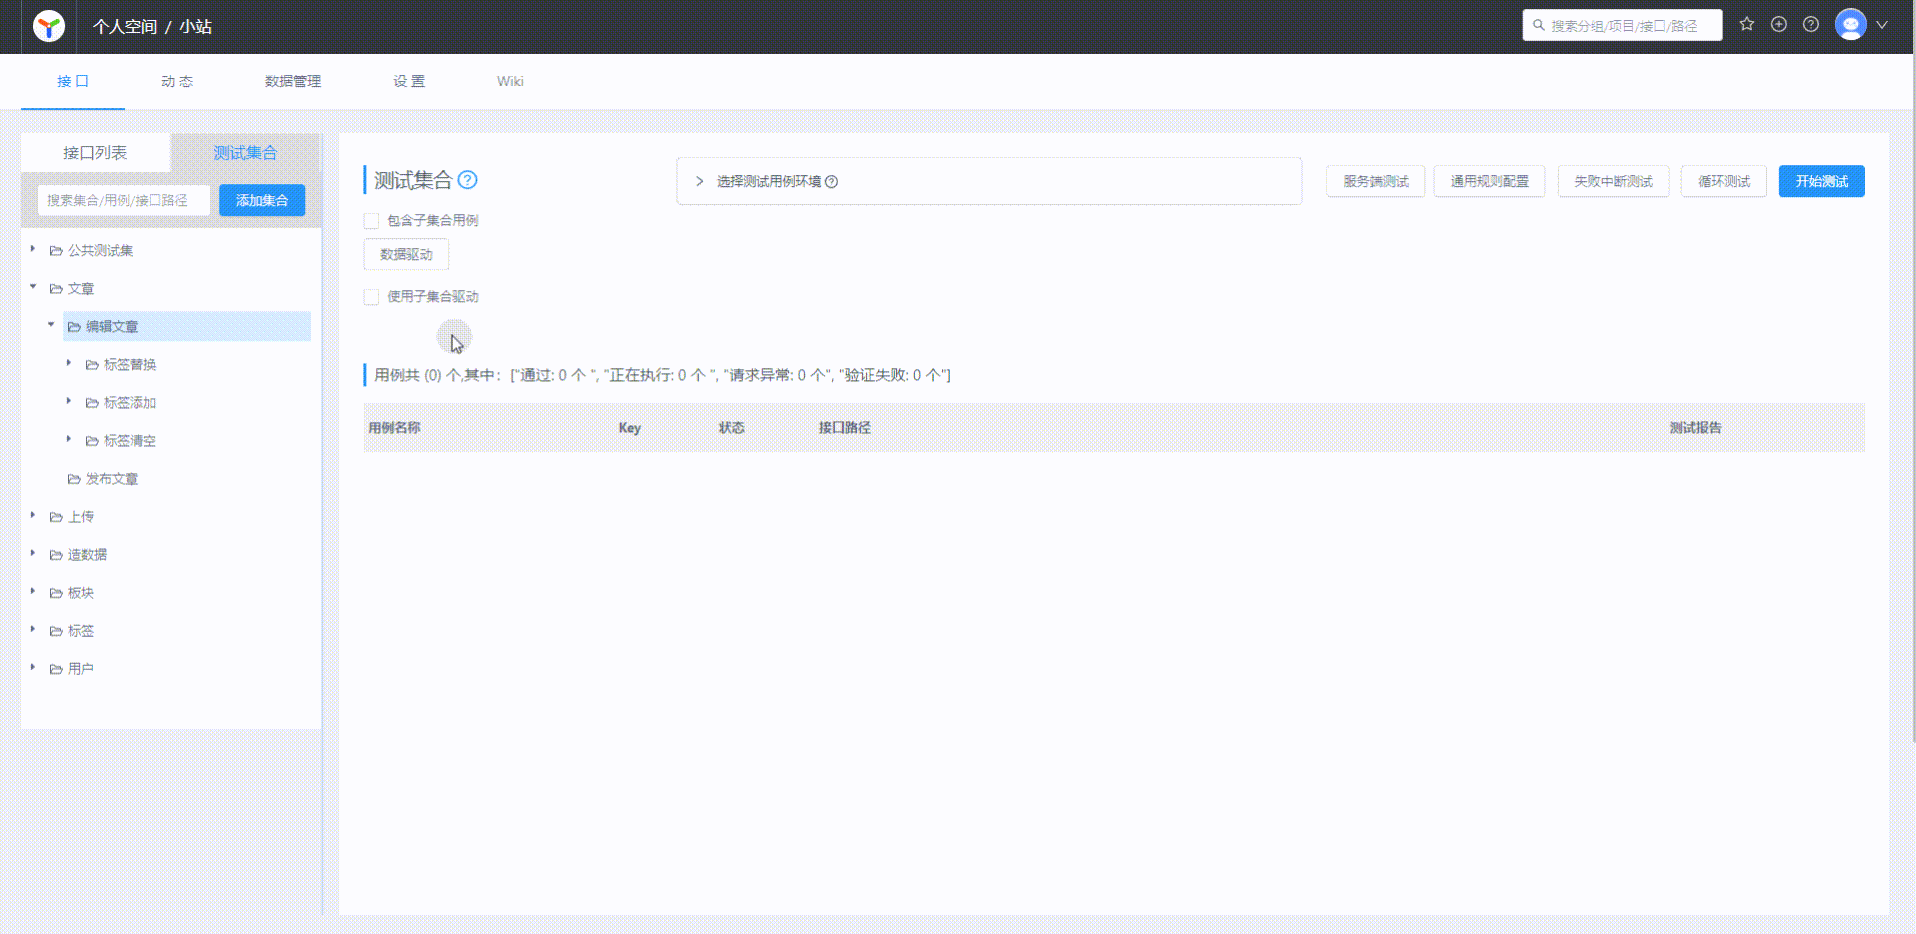 个人空间 / 小站
搜索分组/项目/接口/路径
接 口
动 态
数据管理
设 置
Wiki
接口列表
测试集合
搜索集合/用例/接口路径
添加集合
公共测试集
文章
编辑文章
标签替换
标签添加
标签清空
发布文章
上传
造数据
板块
标签
用户
测试集合
选择测试用例环境
服务端测试
通用规则配置
失败中断测试
循环测试
开始测试
包含子集合用例
数据驱动
使用子集合驱动
用例共 (0) 个,其中：["通过: 0 个 ", "正在执行: 0 个 ", "请求异常: 0 个", "验证失败: 0 个"]
用例名称
Key
状态
接口路径
测试报告